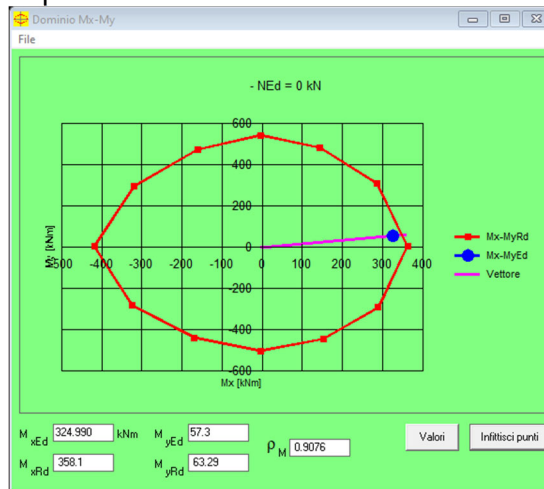 Dominio Mx-My
File
- NEd = 0 kN
600
400
200
0
-500 -400 -300 -200 -100 0 100 200 300 400
-200
-400
-600
My [kNm]
Mx [kNm]
Mx-MyRd
Mx-MyEd
Vettore
M xEd 324.990 kNm M yEd 57.3
ρ M 0.9076
M xRd 358.1 M yRd 63.29
Valori Infittisci punti